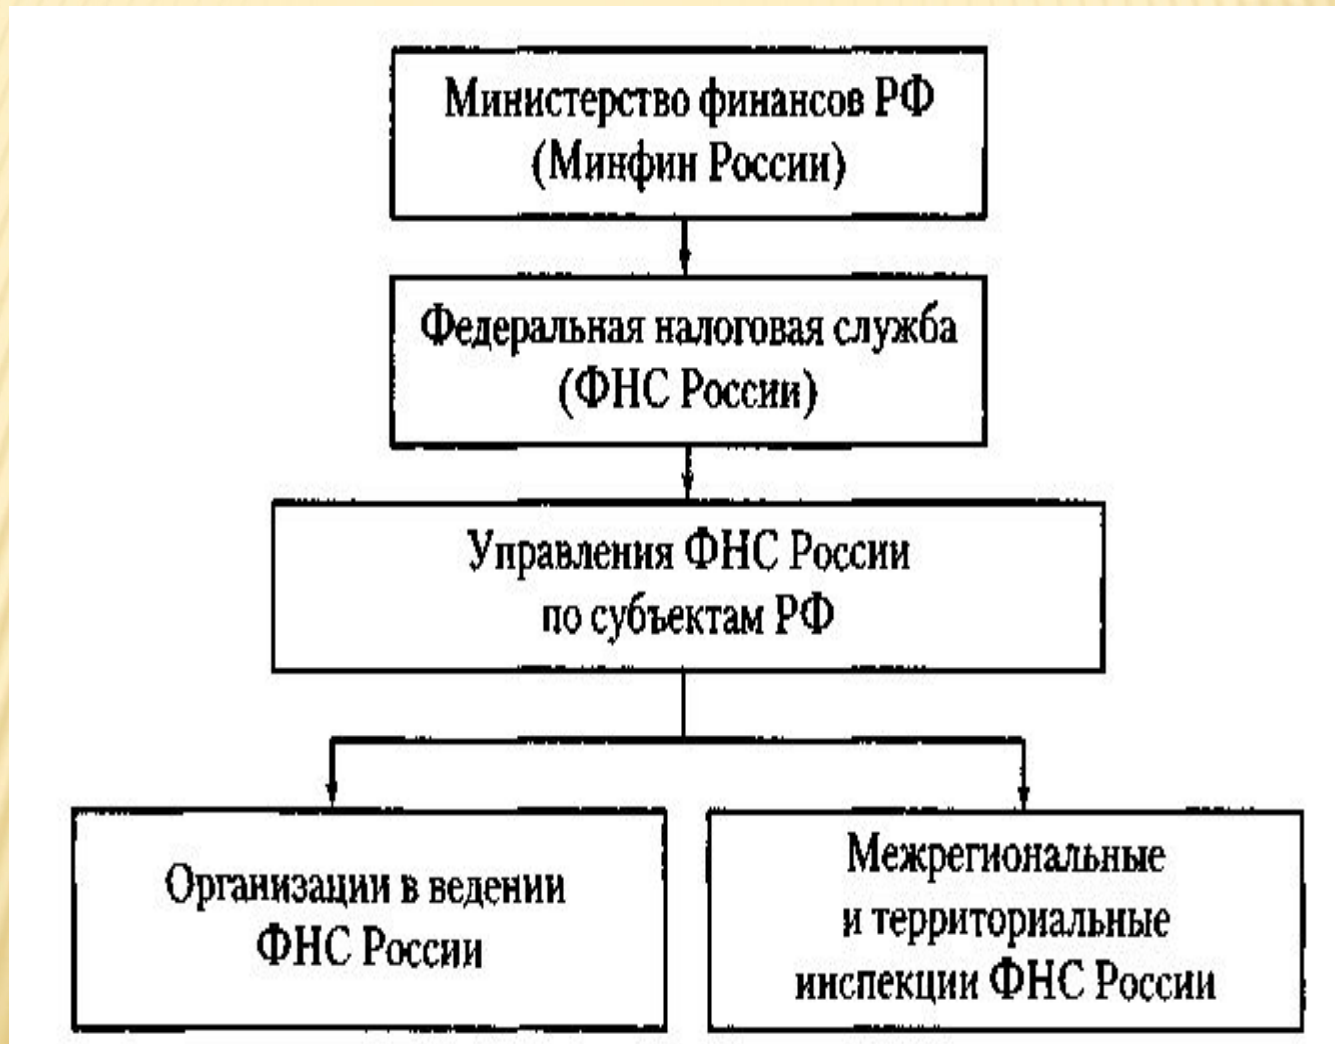 Министерство финансов РФ
(Минфин России)
Федеральная налоговая служба
(ФНС России)
Управления ФНС России
по субъектам РФ
Организации в ведении
ФНС России
Межрегиональные
и территориальные
инспекции ФНС России